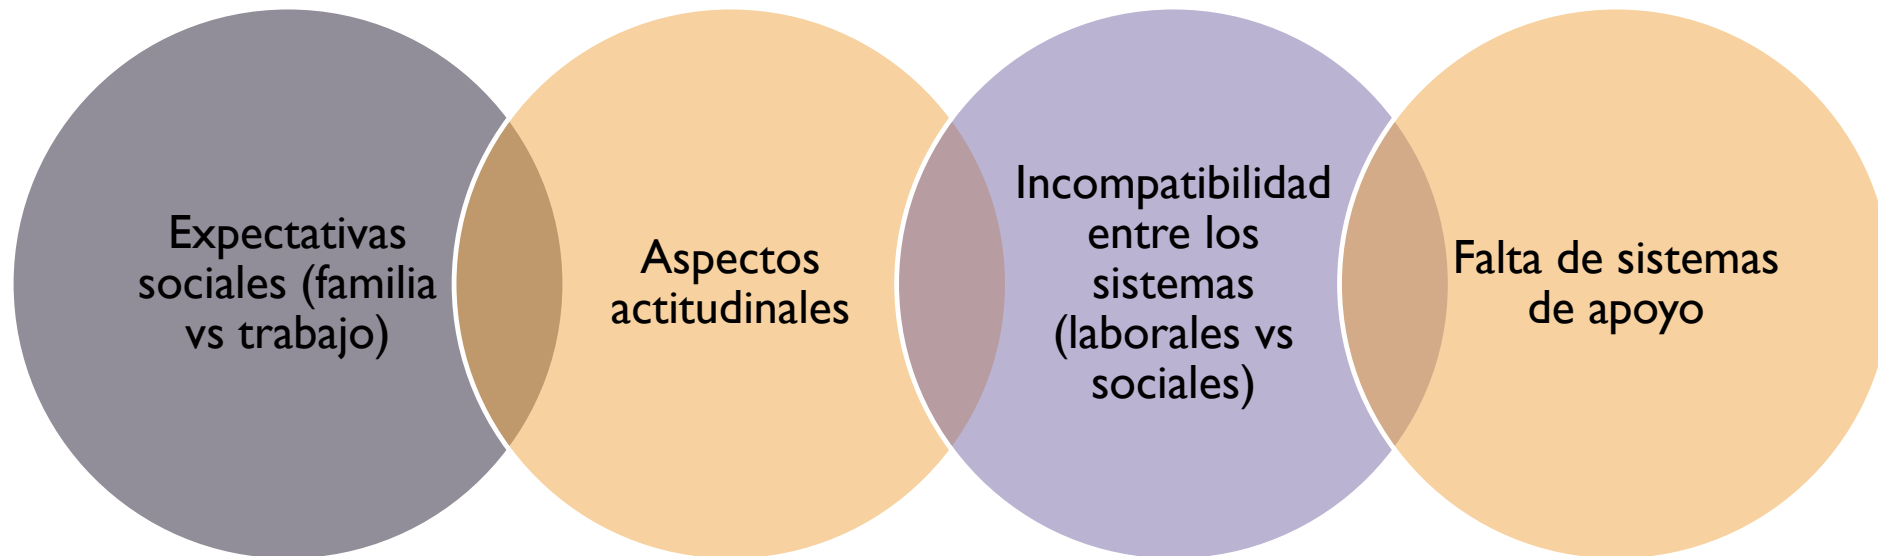 Expectativas
sociales (familia
vs trabajo)
Aspectos
actitudinales
Incompatibilidad
entre los
sistemas
(laborales vs
sociales)
Falta de sistemas
de apoyo